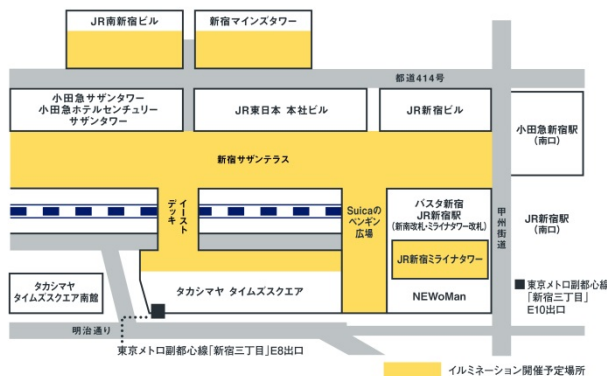 JR南新宿ビル
新宿マインズタワー
都道414号
小田急サザンタワー
小田急ホテルセンチュリー
サザンタワー
JR東日本 本社ビル
JR新宿ビル
小田急新宿駅
(南口)
新宿サザンテラス
イースト
デッキ
Suicaの
ペンギン
広場
バスタ新宿
JR新宿駅
(新南改札・ミライナタワー改札)
甲州街道
JR新宿駅
(南口)
JR新宿ミライナタワー
タカシマヤ
タイムズスクエア南館
タカシマヤ タイムズスクエア
NEWoMan
東京メトロ副都心線
「新宿三丁目」
E10出口
明治通り
東京メトロ副都心線「新宿三丁目」E8出口
イルミネーション開催予定場所